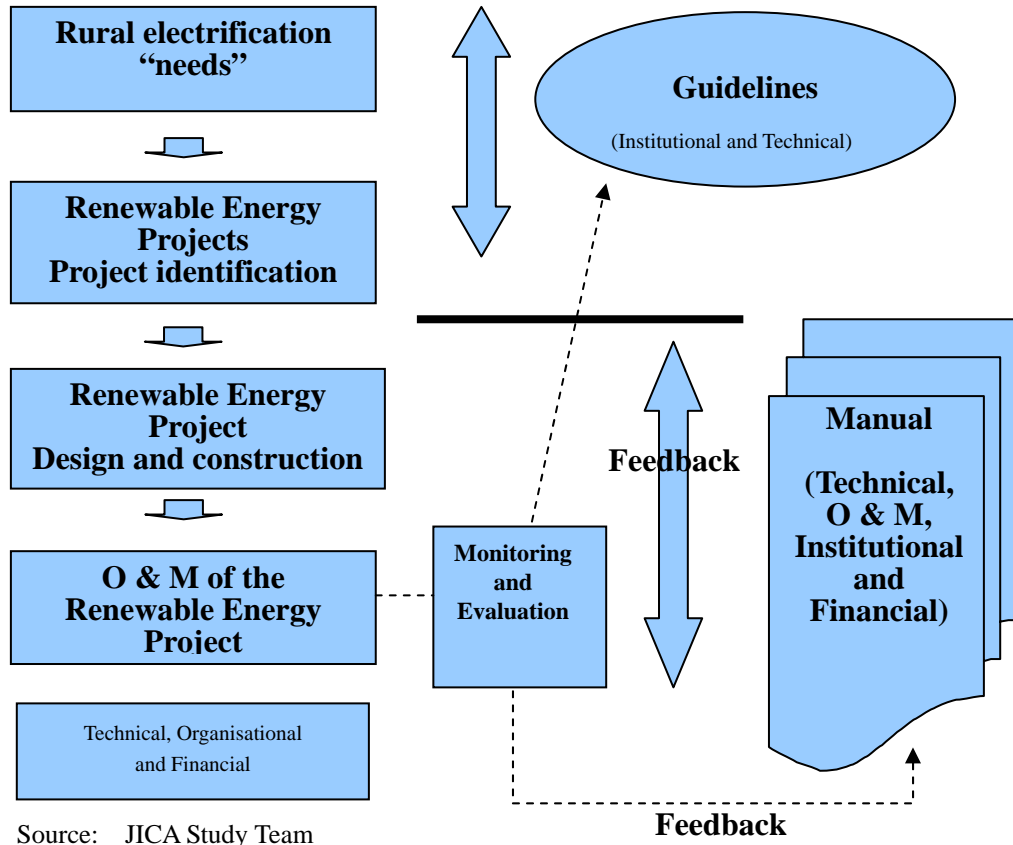 Rural electrification
“needs”
Guidelines
(Institutional and Technical)
Renewable Energy
Projects
Project identification
Renewable Energy
Project
Design and construction
Feedback
Manual
(Technical,
O & M,
Institutional
and
Financial)
O & M of the
Renewable Energy
Project
Monitoring
and
Evaluation
Technical, Organisational
and Financial
Feedback
Source: JICA Study Team